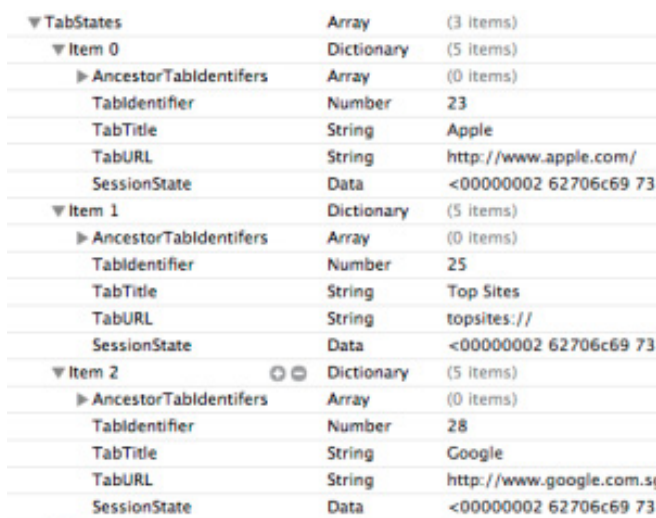 TabStates Array (3 items)
Item 0 Dictionary (5 items)
AncestorTabIdentifers Array (0 items)
TabIdentifier Number 23
TabTitle String Apple
TabURL String http://www.apple.com/
SessionState Data <00000002 62706c69 73
Item 1 Dictionary (5 items)
AncestorTabIdentifers Array (0 items)
TabIdentifier Number 25
TabTitle String Top Sites
TabURL String topsites://
SessionState Data <00000002 62706c69 73
Item 2 Dictionary (5 items)
AncestorTabIdentifers Array (0 items)
TabIdentifier Number 28
TabTitle String Google
TabURL String http://www.google.com.sg
SessionState Data <00000002 62706c69 73